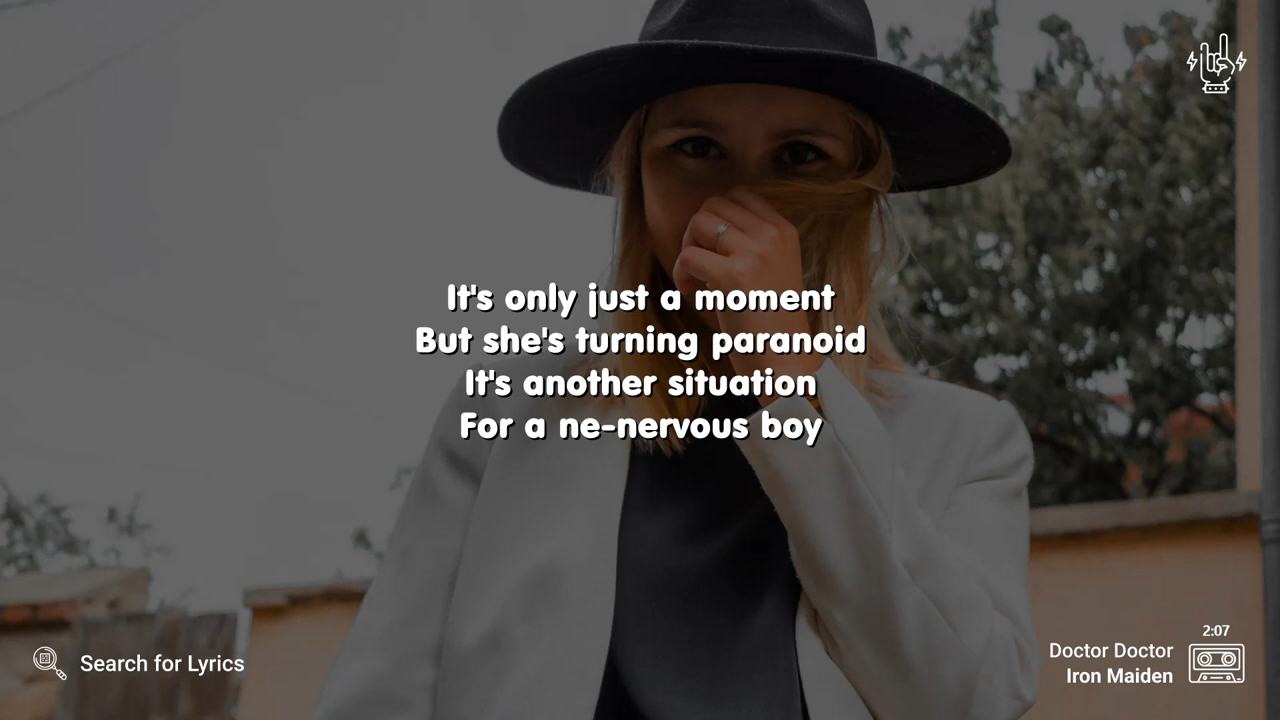 It's only just a moment
But she's turning paranoid
It's another situation
For a ne-nervous boy
2:07
Search for Lyrics
Doctor Doctor
Iron Maiden